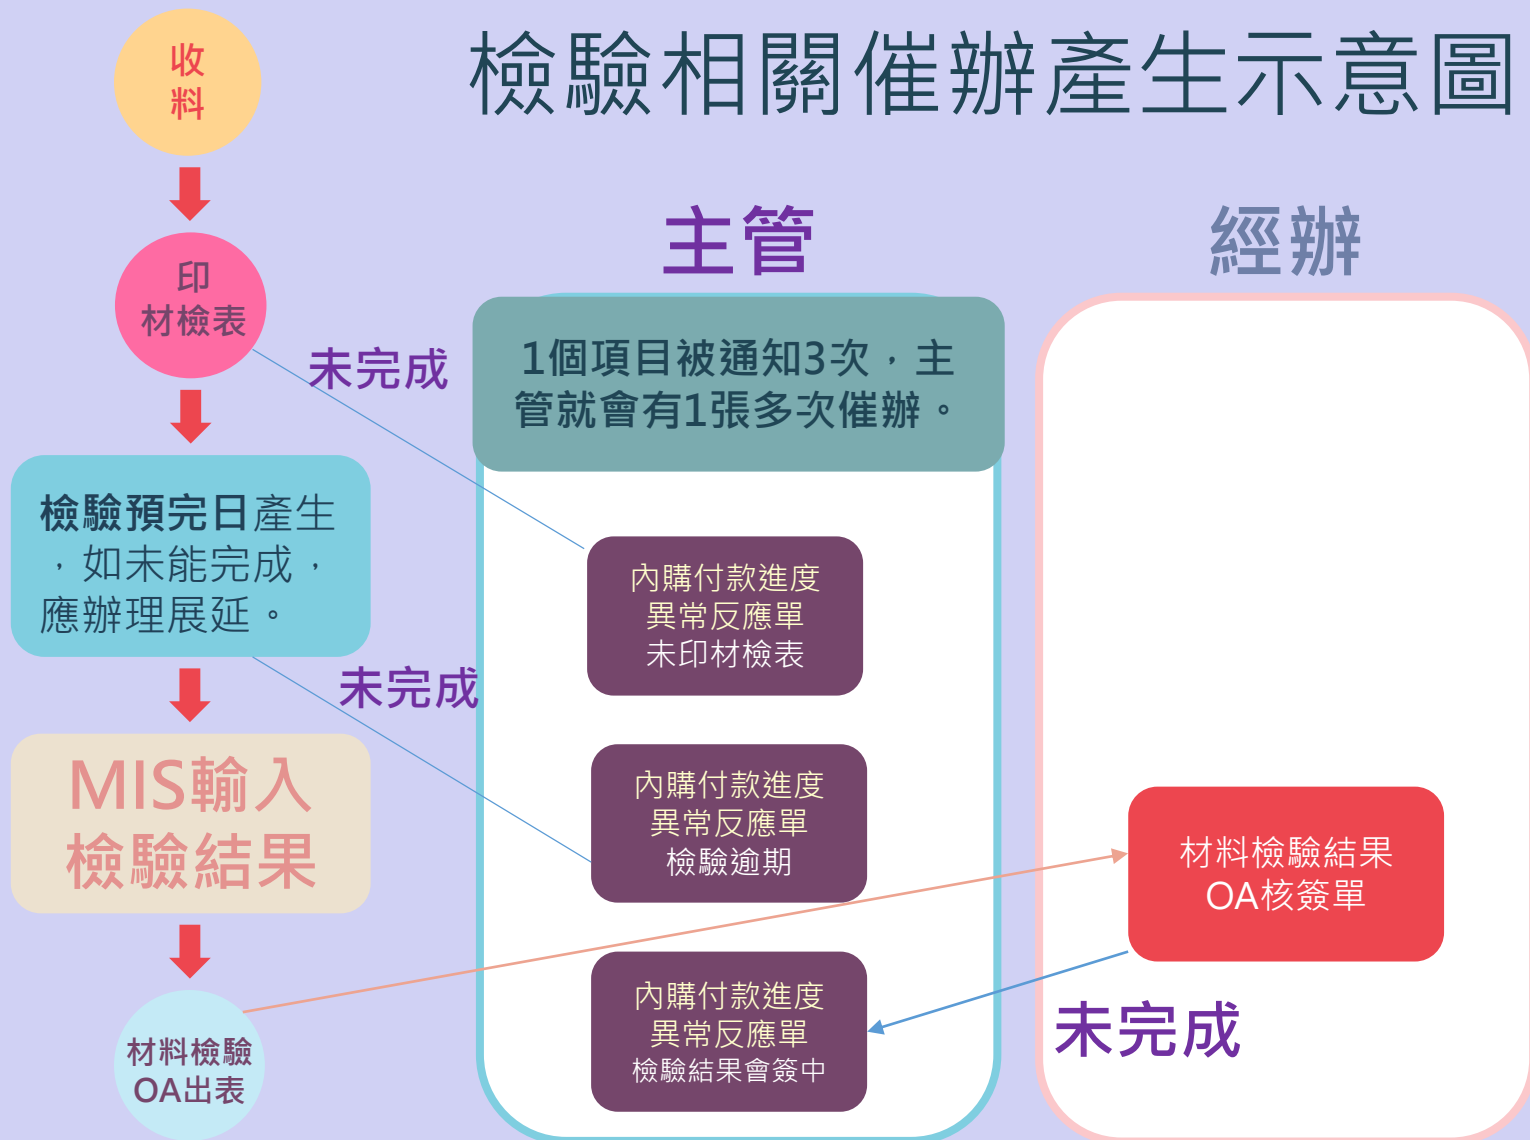 檢驗相關催辦產生示意圖
收
料
印
材檢表
未完成
檢驗預完日產生
，如未能完成，
應辦理展延。
未完成
MIS輸入
檢驗結果
材料檢驗
OA出表
主管
1個項目被通知3次，主
管就會有1張多次催辦。
內購付款進度
異常反應單
未印材檢表
內購付款進度
異常反應單
檢驗逾期
內購付款進度
異常反應單
檢驗結果會簽中
經辦
材料檢驗結果
OA核簽單
未完成